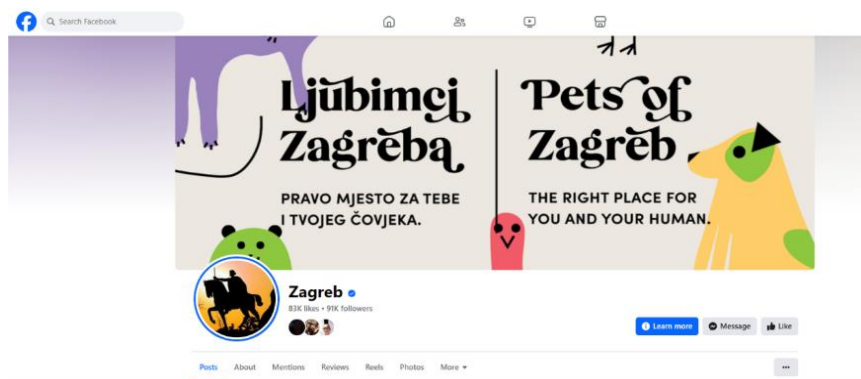 Search Facebook
Ljubimci
Zagreba
PRAVO MJESTO ZA TEBE
I TVOJEG ČOVJEKA.
Pets of
Zagreb
THE RIGHT PLACE FOR
YOU AND YOUR HUMAN.
Zagreb
83K likes • 91K followers
Learn more
Message
Like
Posts
About
Mentions
Reviews
Reels
Photos
More